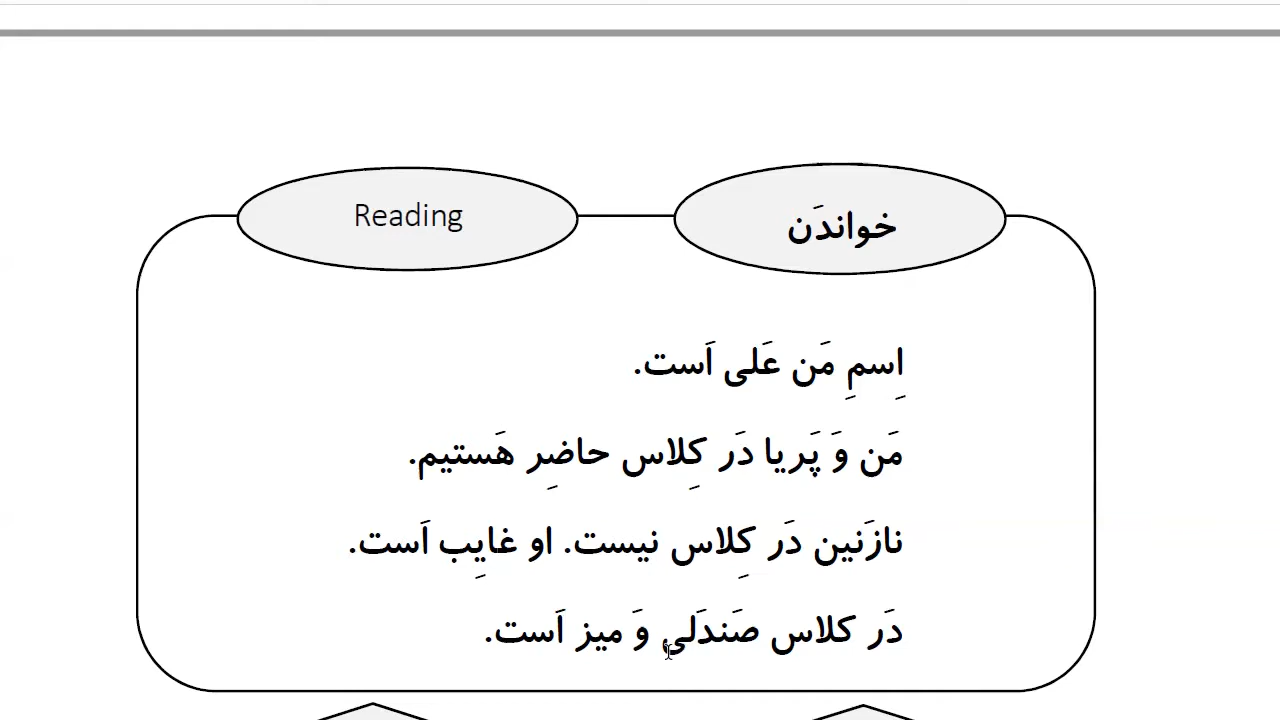 خواندَن
Reading
اِسمِ مَن عَلی اَست.
مَن وَ پَریا دَر کِلاس حاضِر هَستیم.
نازَنین دَر کِلاس نیست. او غایِب اَست.
دَر کلاس صَندَلی وَ میز اَست.